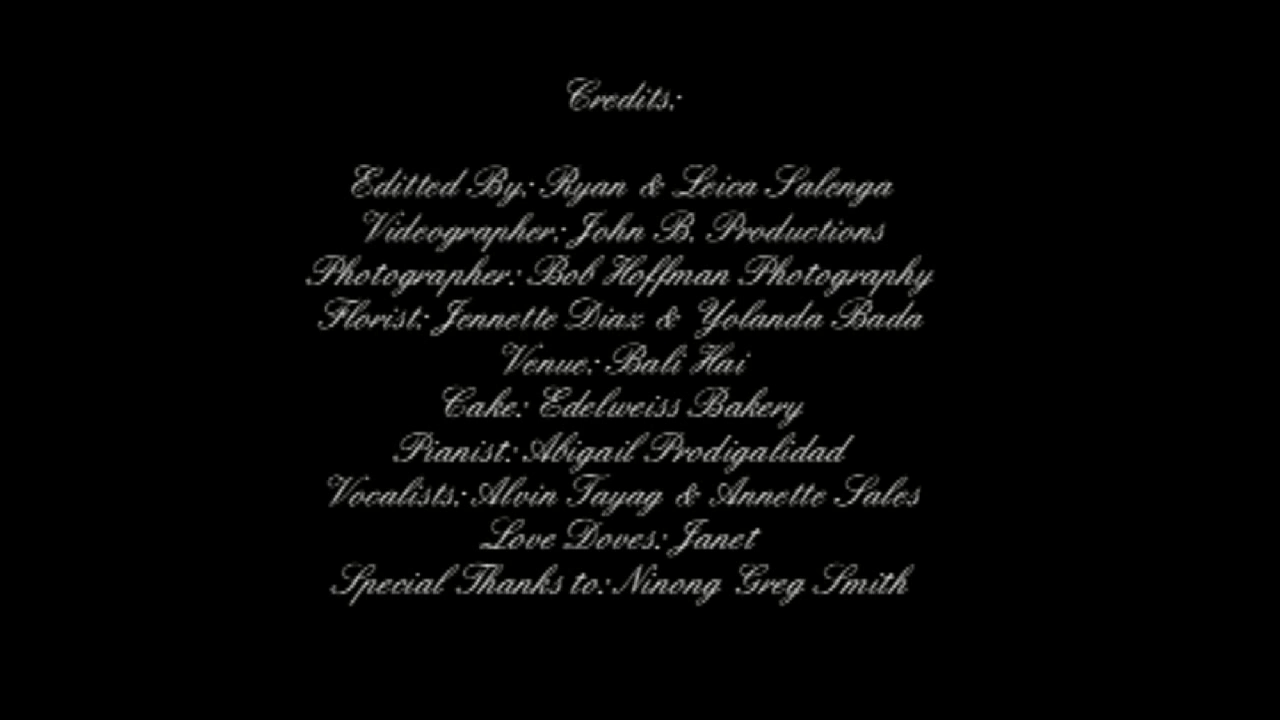 Credits:
Editted By: Ryan & Leica Salenga
Videographer: John B. Productions
Photographer: Bob Hoffman Photography
Florist: Jennette Diaz & Yolanda Bada
Venue: Bali Hai
Cake: Edelweiss Bakery
Pianist: Abigail Prodigalidad
Vocalists: Alvin Tayag & Annette Sales
Love Doves: Janet
Special Thanks to: Ninong Greg Smith